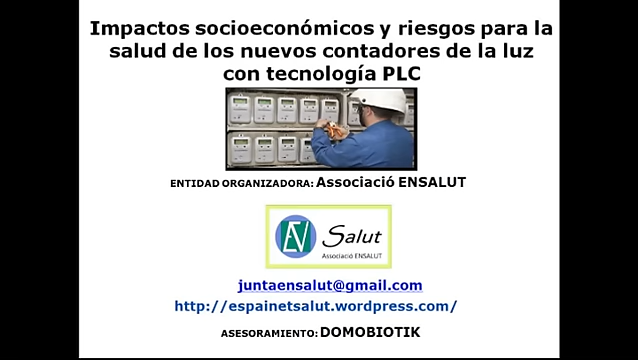 Impactos socioeconómicos y riesgos para la
salud de los nuevos contadores de la luz
con tecnología PLC
ENTIDAD ORGANIZADORA: Associació ENSALUT
EN Salut
Associació ENSALUT
juntaensalut@gmail.com
http://espainetsalut.wordpress.com/
ASESORAMIENTO: DOMOBIOTIK